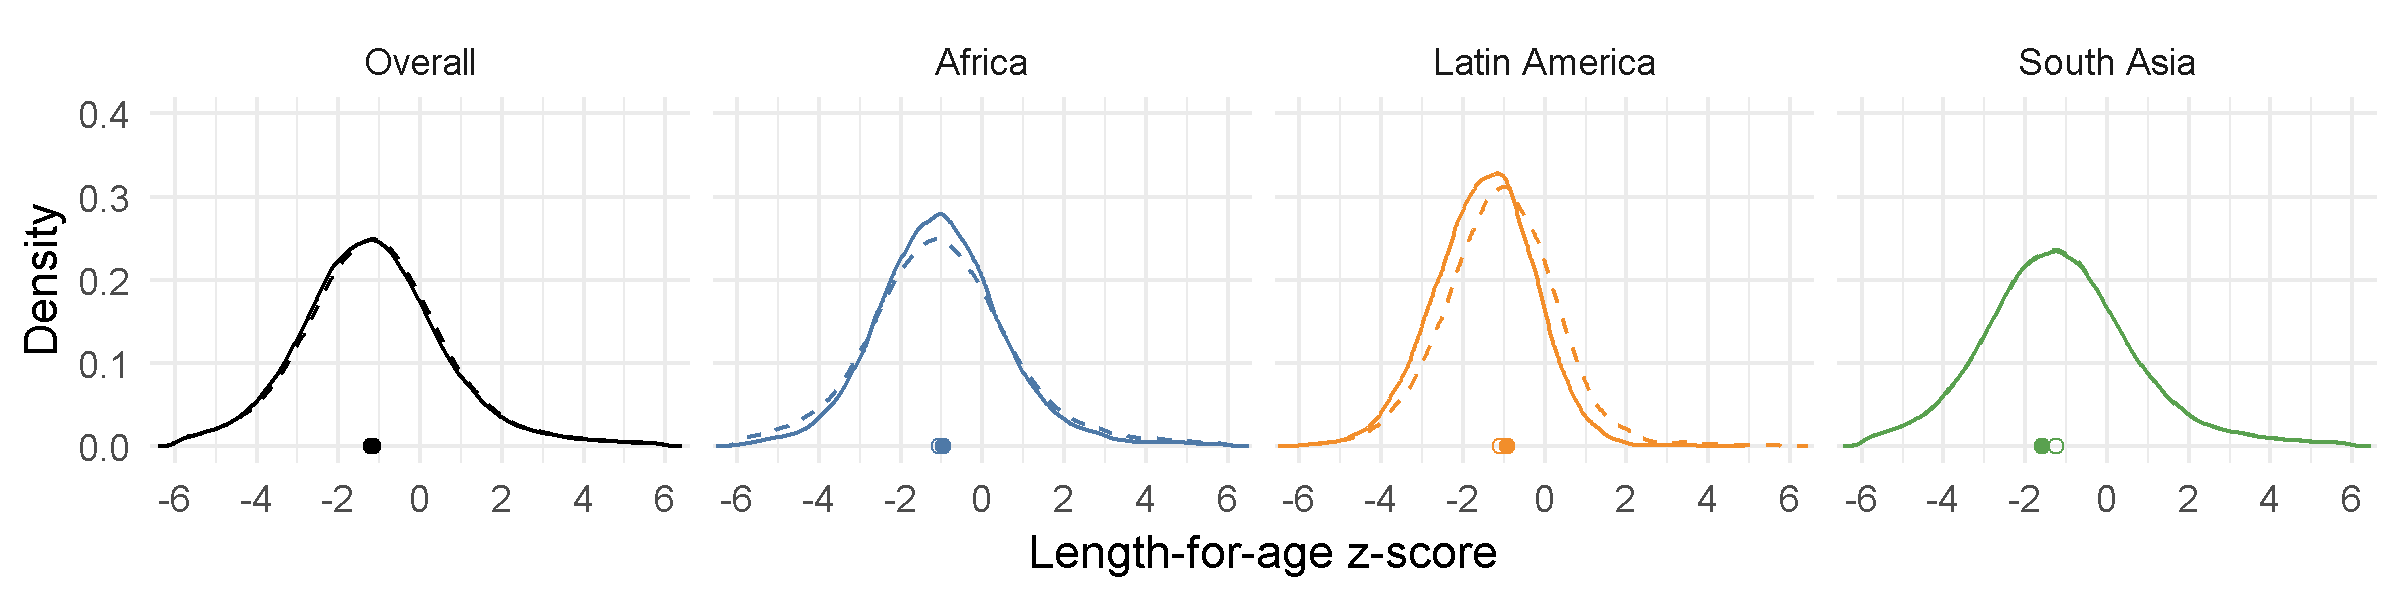 Overall Africa Latin America South Asia
0.4
0.3
0.2
0.1
0.0
Density
-6 -4 -2 0 2 4 6 -6 -4 -2 0 2 4 6 -6 -4 -2 0 2 4 6 -6 -4 -2 0 2 4 6
Length-for-age z-score